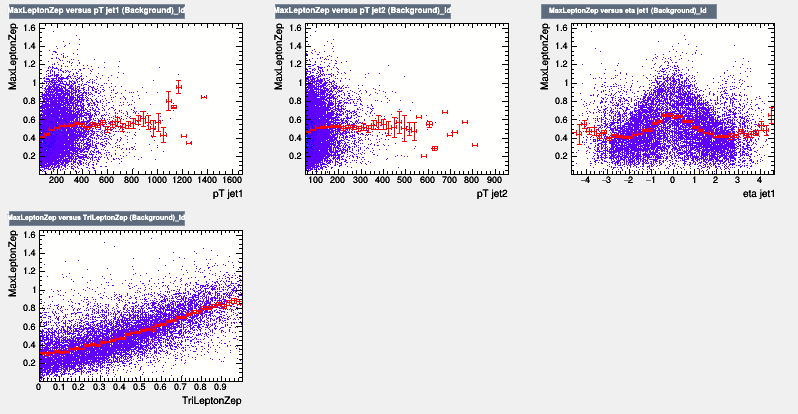 MaxLeptonZep versus pT jet1 (Background)_Id
MaxLeptonZep versus pT jet2 (Background)_Id
MaxLeptonZep versus eta jet1 (Background)_Id
MaxLeptonZep
1.6
1.4
1.2
1
0.8
0.6
0.4
0.2
200 400 600 800 1000 1200 1400 1600
pT jet1
MaxLeptonZep
1.6
1.4
1.2
1
0.8
0.6
0.4
0.2
100 200 300 400 500 600 700 800 900
pT jet2
MaxLeptonZep
1.6
1.4
1.2
1
0.8
0.6
0.4
0.2
−4 −3 −2 −1 0 1 2 3 4
eta jet1
MaxLeptonZep versus TriLeptonZep (Background)_Id
MaxLeptonZep
1.6
1.4
1.2
1
0.8
0.6
0.4
0.2
0 0.1 0.2 0.3 0.4 0.5 0.6 0.7 0.8 0.9
TriLeptonZep